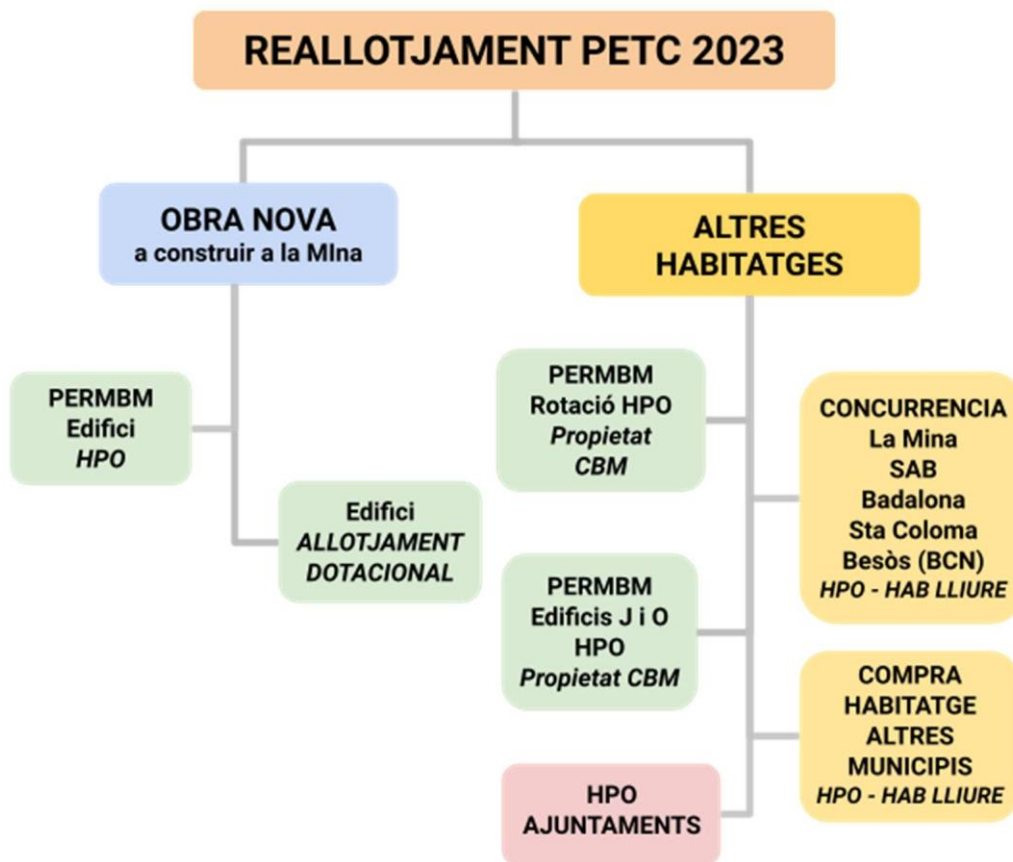 REALLOTJAMENT PETC 2023
OBRA NOVA
a construir a la MIna
PERMBM
Edifici
HPO
Edifici
ALLOTJAMENT
DOTACIONAL
ALTRES
HABITATGES
PERMBM
Rotació HPO
Propietat
CBM
PERMBM
Edificis J i O
HPO
Propietat CBM
HPO
AJUNTAMENTS
CONCURRENCIA
La Mina
SAB
Badalona
Sta Coloma
Besòs (BCN)
HPO - HAB LLIURE
COMPRA
HABITATGE
ALTRES
MUNICIPIS
HPO - HAB LLIURE